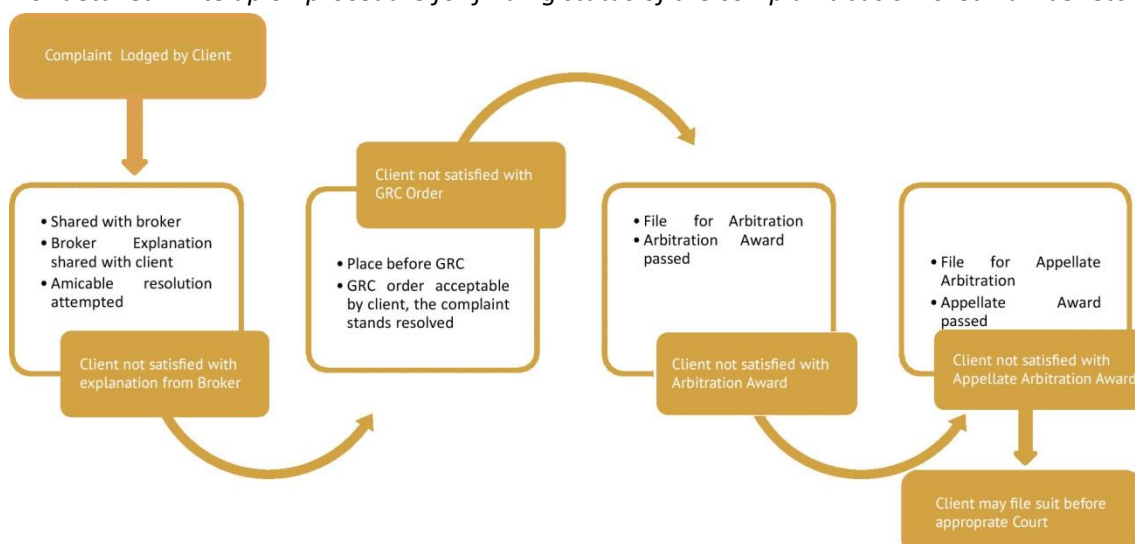 Complaint Lodged by Client
• Shared with broker
• Broker Explanation
shared with client
• Amicable resolution
attempted
Client not satisfied with
explanation from Broker
Client not satisfied with
GRC Order
• Place before GRC
• GRC order acceptable
by client, the complaint
stands resolved
• File for Arbitration
• Arbitration Award
passed
Client not satisfied with
Arbitration Award
• File for Appellate
Arbitration
• Appellate Award
passed
Client not satisfied with
Appellate Arbitration Award
Client may file suit before
approprate Court